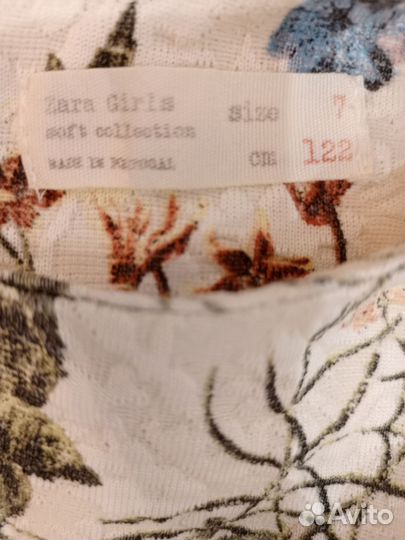 Zara Girls size 7
soft collection
MADE IN PORTUGAL cm 122
Avito